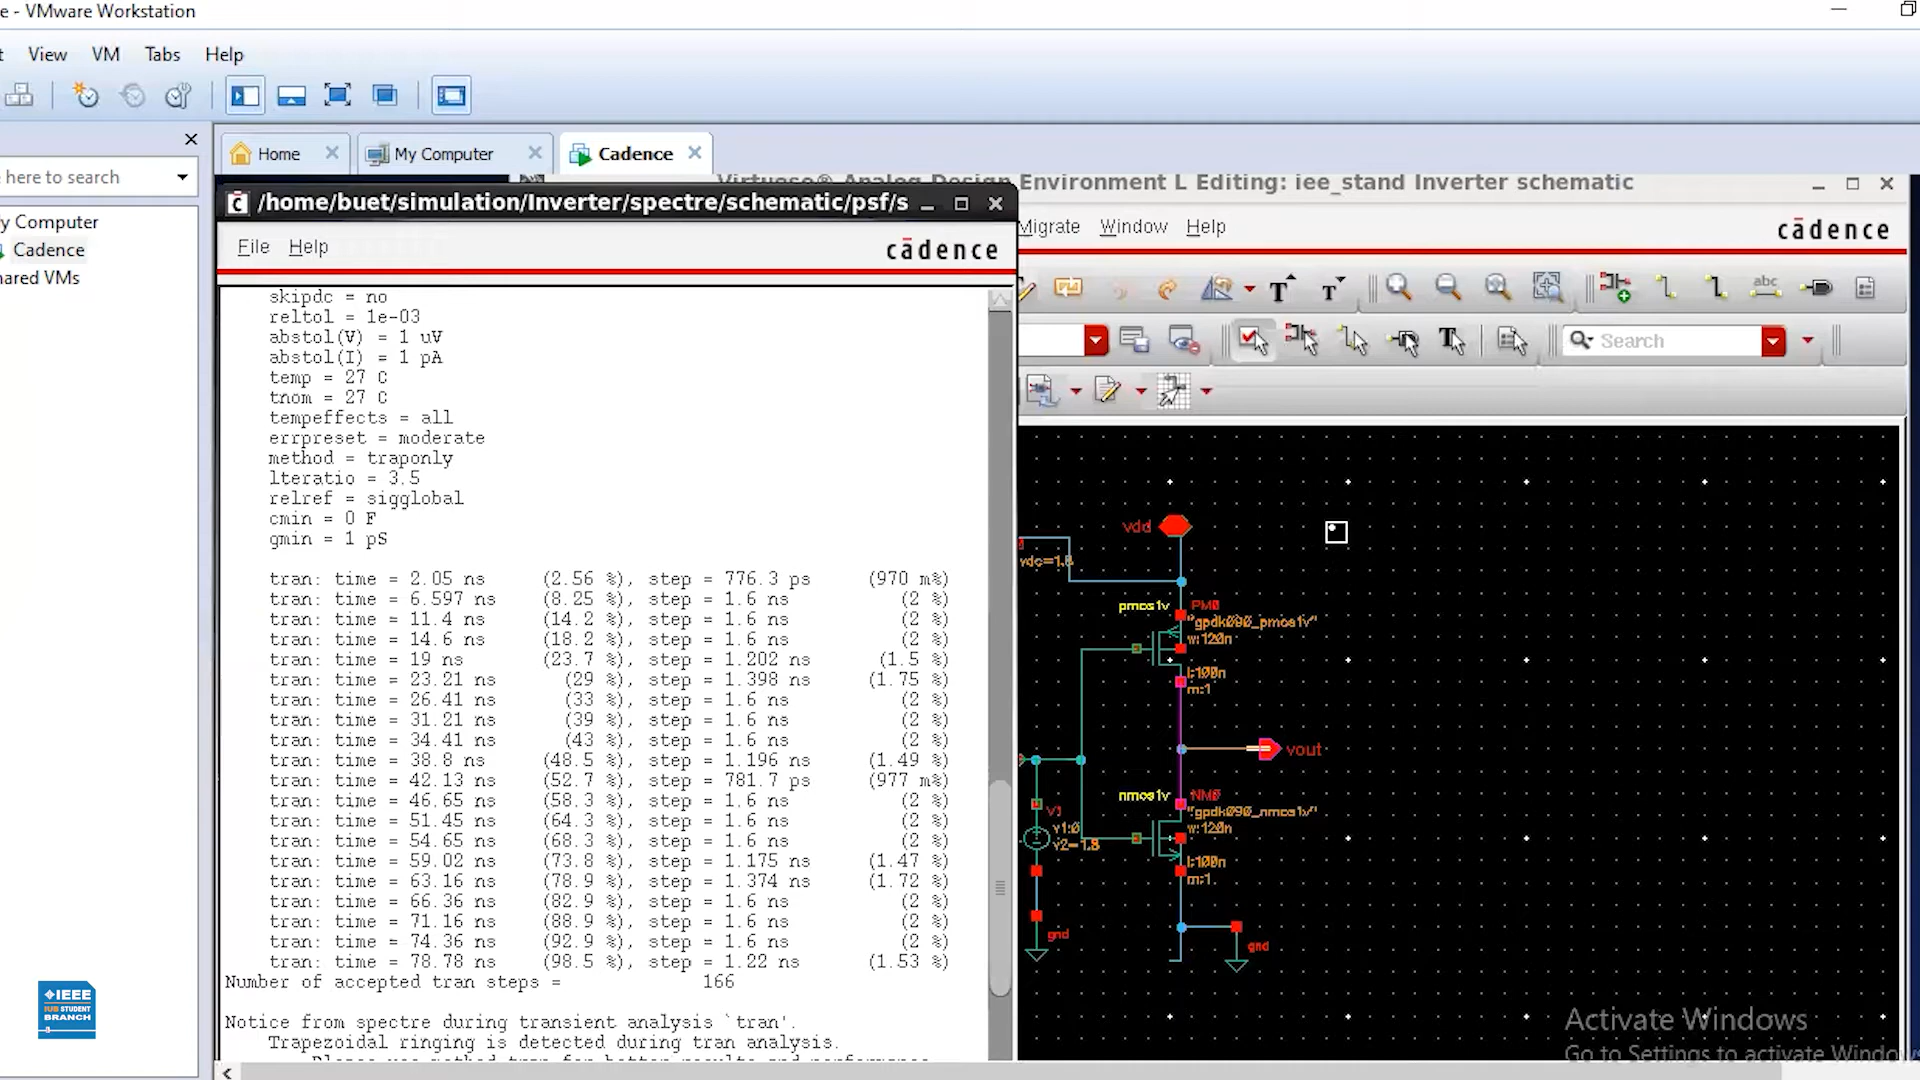 e - VMware Workstation
t View VM Tabs Help
here to search
y Computer
Cadence
hared VMs
Home
My Computer
Cadence
Virtuoso® Analog Design Environment L Editing: iee_stand Inverter schematic
/home/buet/simulation/Inverter/spectre/schematic/psf/s
File Help
cādence
Migrate Window Help
cādence
abc
Search
skipdc = no
reltol = 1e-03
abstol(V) = 1 uV
abstol(I) = 1 pA
temp = 27 C
tnom = 27 C
tempeffects = all
errpreset = moderate
method = traponly
lteratio = 3.5
relref = sigglobal
cmin = 0 F
gmin = 1 pS
tran: time = 2.05 ns (2.56 %), step = 776.3 ps (970 m%)
tran: time = 6.597 ns (8.25 %), step = 1.6 ns (2 %)
tran: time = 11.4 ns (14.2 %), step = 1.6 ns (2 %)
tran: time = 14.6 ns (18.2 %), step = 1.6 ns (2 %)
tran: time = 19 ns (23.7 %), step = 1.202 ns (1.5 %)
tran: time = 23.21 ns (29 %), step = 1.398 ns (1.75 %)
tran: time = 26.41 ns (33 %), step = 1.6 ns (2 %)
tran: time = 31.21 ns (39 %), step = 1.6 ns (2 %)
tran: time = 34.41 ns (43 %), step = 1.6 ns (2 %)
tran: time = 38.8 ns (48.5 %), step = 1.196 ns (1.49 %)
tran: time = 42.13 ns (52.7 %), step = 781.7 ps (977 m%)
tran: time = 46.65 ns (58.3 %), step = 1.6 ns (2 %)
tran: time = 51.45 ns (64.3 %), step = 1.6 ns (2 %)
tran: time = 54.65 ns (68.3 %), step = 1.6 ns (2 %)
tran: time = 59.02 ns (73.8 %), step = 1.175 ns (1.47 %)
tran: time = 63.16 ns (78.9 %), step = 1.374 ns (1.72 %)
tran: time = 66.36 ns (82.9 %), step = 1.6 ns (2 %)
tran: time = 71.16 ns (88.9 %), step = 1.6 ns (2 %)
tran: time = 74.36 ns (92.9 %), step = 1.6 ns (2 %)
tran: time = 78.78 ns (98.5 %), step = 1.22 ns (1.53 %)
Number of accepted tran steps = 166
Notice from spectre during transient analysis `tran'.
Trapezoidal ringing is detected during tran analysis.
vdd
vdc=1.8
pmos1v PM0
"gpdk090_pmos1v"
w:120n
l:100n
m:1
vout
nmos1v NM0
"gpdk090_nmos1v"
w:120n
l:100n
m:1
V1
v1:0
v2=1.8
gnd
gnd
IEEE
IUB STUDENT
BRANCH
Activate Windows
Go to Settings to activate Windows